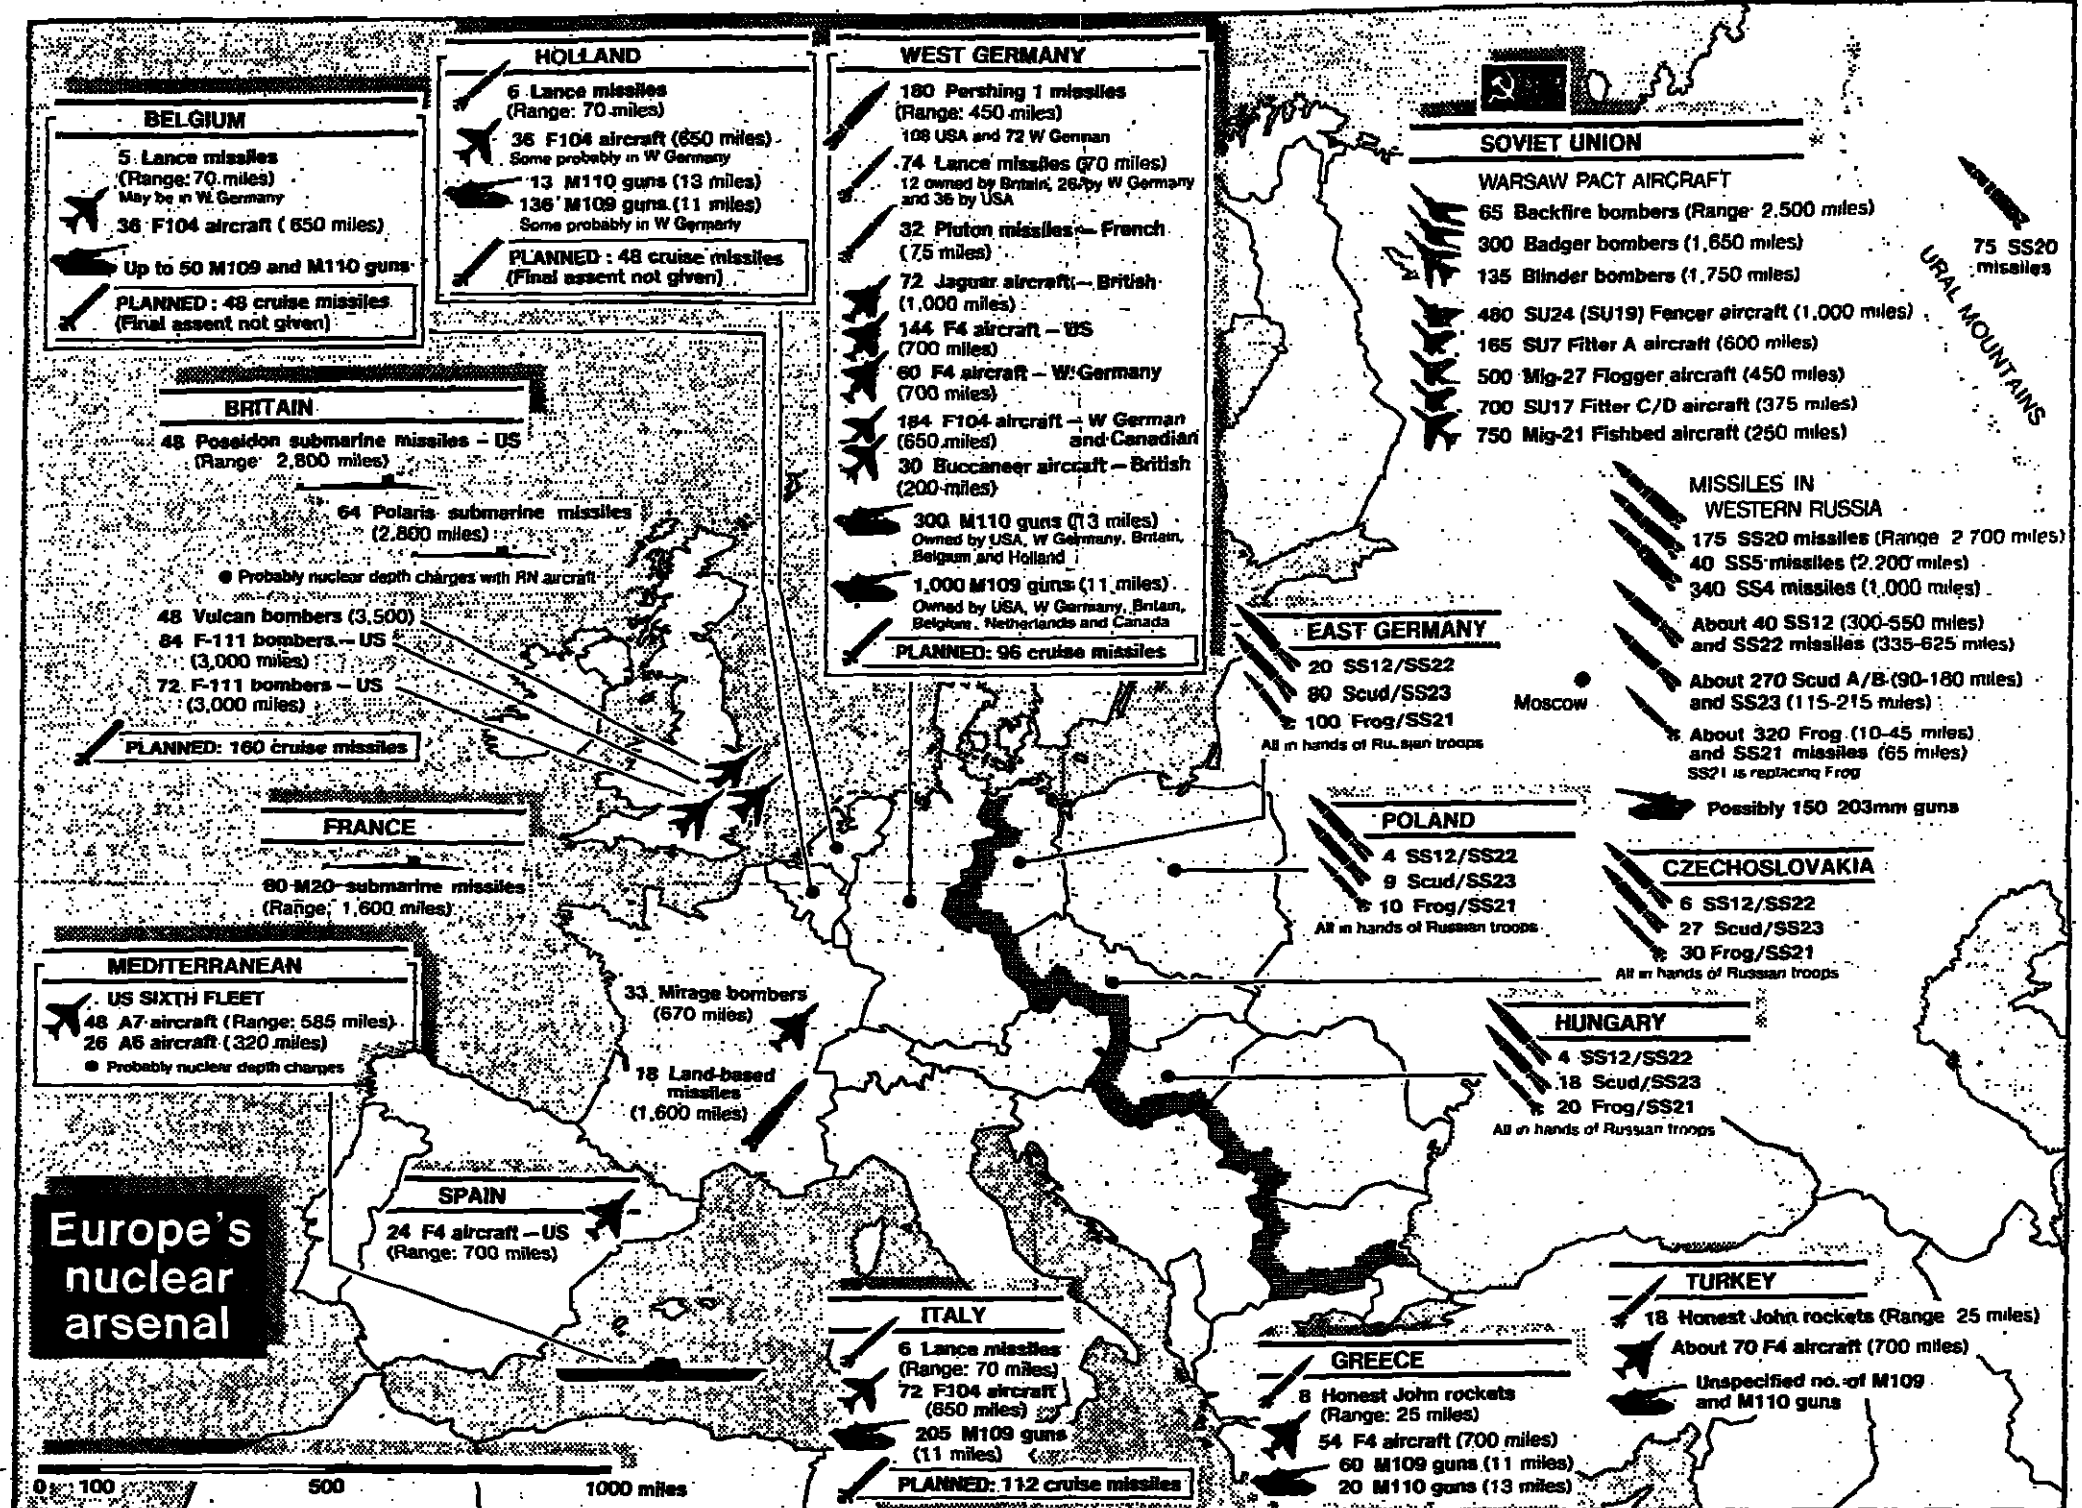 BELGIUM
5 Lance missiles
(Range: 70 miles)
May be in W. Germany
36 F104 aircraft (650 miles)
Up to 50 M109 and M110 guns
PLANNED: 48 cruise missiles
(Final assent not given)
HOLLAND
6 Lance missiles
(Range: 70 miles)
36 F104 aircraft (650 miles)
Some probably in W Germany
13 M110 guns (13 miles)
136 M109 guns (11 miles)
Some probably in W Germany
PLANNED: 48 cruise missiles
(Final assent not given)
WEST GERMANY
180 Pershing 1 missiles
(Range: 450 miles)
108 USA and 72 W German
74 Lance missiles (70 miles)
12 owned by Britain, 26 by W Germany
and 36 by USA
32 Pluton missiles – French
(75 miles)
72 Jaguar aircraft – British
(1,000 miles)
144 F4 aircraft – US
(700 miles)
60 F4 aircraft – W. Germany
(700 miles)
184 F104 aircraft – W German
(650 miles) and Canadian
30 Buccaneer aircraft – British
(200 miles)
300 M110 guns (13 miles)
Owned by USA, W Germany, Britain,
Belgium and Holland
1,000 M109 guns (11 miles)
Owned by USA, W Germany, Britain,
Belgium, Netherlands and Canada
PLANNED: 96 cruise missiles
SOVIET UNION
WARSAW PACT AIRCRAFT
65 Backfire bombers (Range 2,500 miles)
300 Badger bombers (1,650 miles)
135 Blinder bombers (1,750 miles)
480 SU24 (SU19) Fencer aircraft (1,000 miles)
165 SU7 Fitter A aircraft (600 miles)
500 Mig-27 Flogger aircraft (450 miles)
700 SU17 Fitter C/D aircraft (375 miles)
750 Mig-21 Fishbed aircraft (250 miles)
75 SS20
missiles
URAL MOUNTAINS
MISSILES IN
WESTERN RUSSIA
175 SS20 missiles (Range 2 700 miles)
40 SS5 missiles (2,200 miles)
340 SS4 missiles (1,000 miles)
About 40 SS12 (300-550 miles)
and SS22 missiles (335-625 miles)
About 270 Scud A/B (90-180 miles)
and SS23 (115-215 miles)
About 320 Frog (10-45 miles)
and SS21 missiles (65 miles)
SS21 is replacing Frog
Possibly 150 203mm guns
Moscow
BRITAIN
48 Poseidon submarine missiles – US
(Range 2,800 miles)
64 Polaris submarine missiles
(2,800 miles)
Probably nuclear depth charges with RN aircraft
48 Vulcan bombers (3,500)
84 F-111 bombers – US
(3,000 miles)
72 F-111 bombers – US
(3,000 miles)
PLANNED: 160 cruise missiles
EAST GERMANY
20 SS12/SS22
80 Scud/SS23
100 Frog/SS21
All in hands of Russian troops
FRANCE
80 M20 submarine missiles
(Range: 1,600 miles)
33 Mirage bombers
(670 miles)
18 Land-based
missiles
(1,600 miles)
POLAND
4 SS12/SS22
9 Scud/SS23
10 Frog/SS21
All in hands of Russian troops
CZECHOSLOVAKIA
6 SS12/SS22
27 Scud/SS23
30 Frog/SS21
All in hands of Russian troops
HUNGARY
4 SS12/SS22
18 Scud/SS23
20 Frog/SS21
All in hands of Russian troops
MEDITERRANEAN
US SIXTH FLEET
48 A7 aircraft (Range: 585 miles)
26 A6 aircraft (320 miles)
Probably nuclear depth charges
SPAIN
24 F4 aircraft – US
(Range: 700 miles)
Europe's
nuclear
arsenal
ITALY
6 Lance missiles
(Range: 70 miles)
72 F104 aircraft
(650 miles)
205 M109 guns
(11 miles)
PLANNED: 112 cruise missiles
GREECE
8 Honest John rockets
(Range: 25 miles)
54 F4 aircraft (700 miles)
60 M109 guns (11 miles)
20 M110 guns (13 miles)
TURKEY
18 Honest John rockets (Range 25 miles)
About 70 F4 aircraft (700 miles)
Unspecified no. of M109
and M110 guns
0 100 500 1000 miles